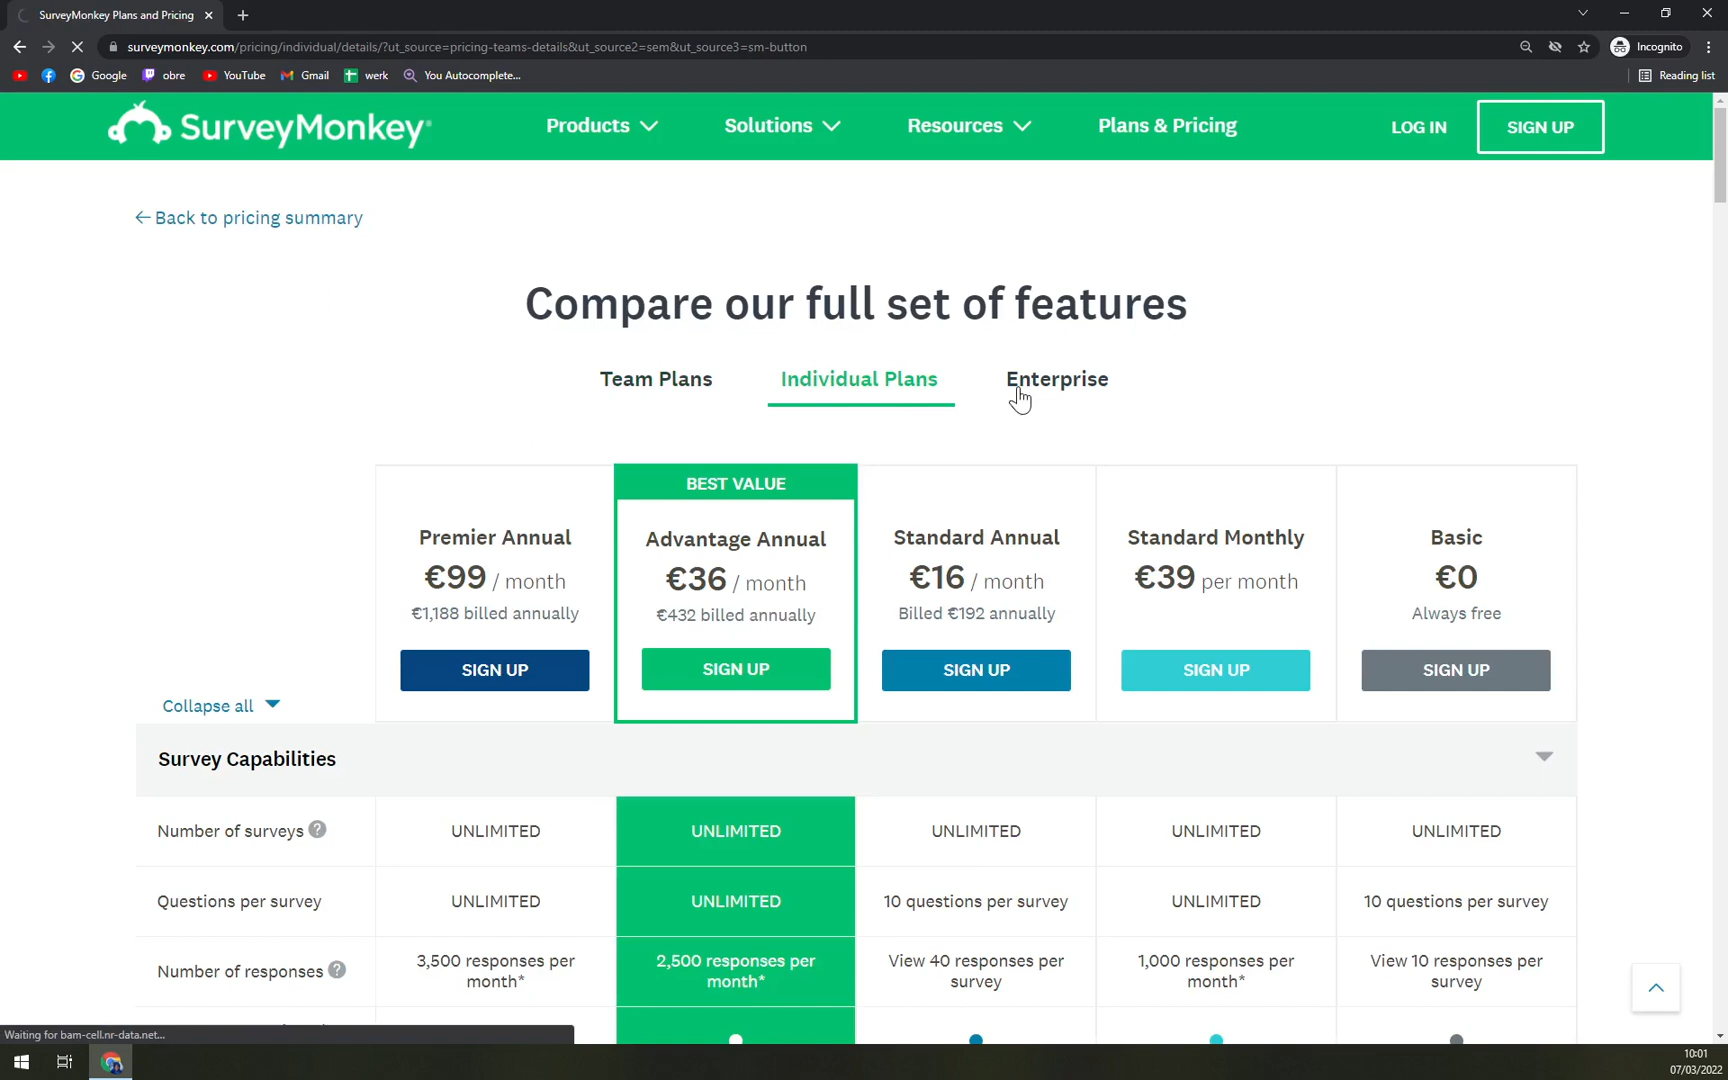 SurveyMonkey Plans and Pricing
surveymonkey.com/pricing/individual/details/?ut_source=pricing-teams-details&ut_source2=sem&ut_source3=sm-button
Incognito
Google
obre
YouTube
Gmail
werk
You Autocomplete...
Reading list
SurveyMonkey
Products
Solutions
Resources
Plans & Pricing
LOG IN
SIGN UP
← Back to pricing summary
Compare our full set of features
Team Plans
Individual Plans
Enterprise
BEST VALUE
Premier Annual
€99 / month
€1,188 billed annually
SIGN UP
Advantage Annual
€36 / month
€432 billed annually
SIGN UP
Standard Annual
€16 / month
Billed €192 annually
SIGN UP
Standard Monthly
€39 per month
SIGN UP
Basic
€0
Always free
SIGN UP
Collapse all
Survey Capabilities
Number of surveys ?
UNLIMITED
UNLIMITED
UNLIMITED
UNLIMITED
UNLIMITED
Questions per survey
UNLIMITED
UNLIMITED
10 questions per survey
UNLIMITED
10 questions per survey
Number of responses ?
3,500 responses per
month*
2,500 responses per
month*
View 40 responses per
survey
1,000 responses per
month*
View 10 responses per
survey
Waiting for bam-cell.nr-data.net...
10:01
07/03/2022